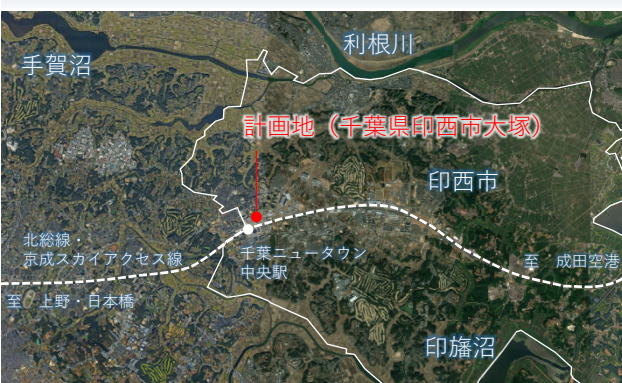 利根川
手賀沼
計画地（千葉県印西市大塚）
印西市
北総線・
京成スカイアクセス線
千葉ニュータウン
中央駅
至　成田空港
至　上野・日本橋
印旛沼